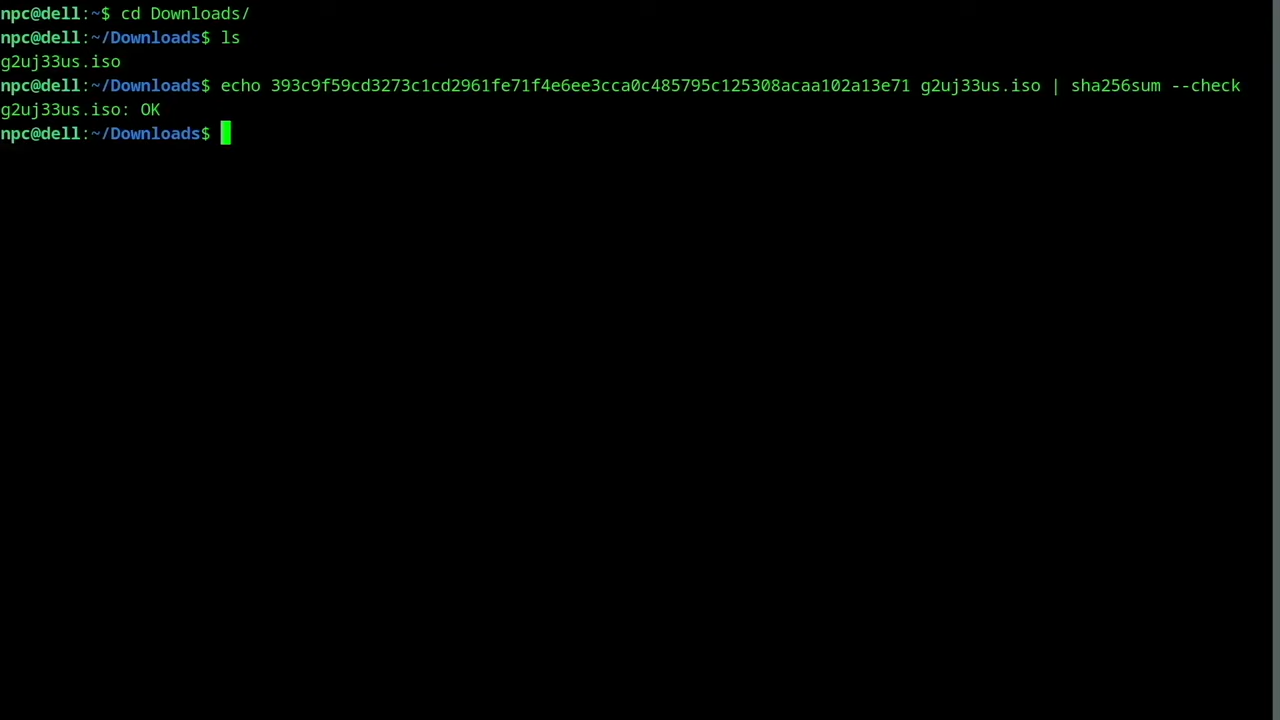 npc@dell:~$ cd Downloads/
npc@dell:~/Downloads$ ls
g2uj33us.iso
npc@dell:~/Downloads$ echo 393c9f59cd3273c1cd2961fe71f4e6ee3cca0c485795c125308acaa102a13e71 g2uj33us.iso | sha256sum --check
g2uj33us.iso: OK
npc@dell:~/Downloads$